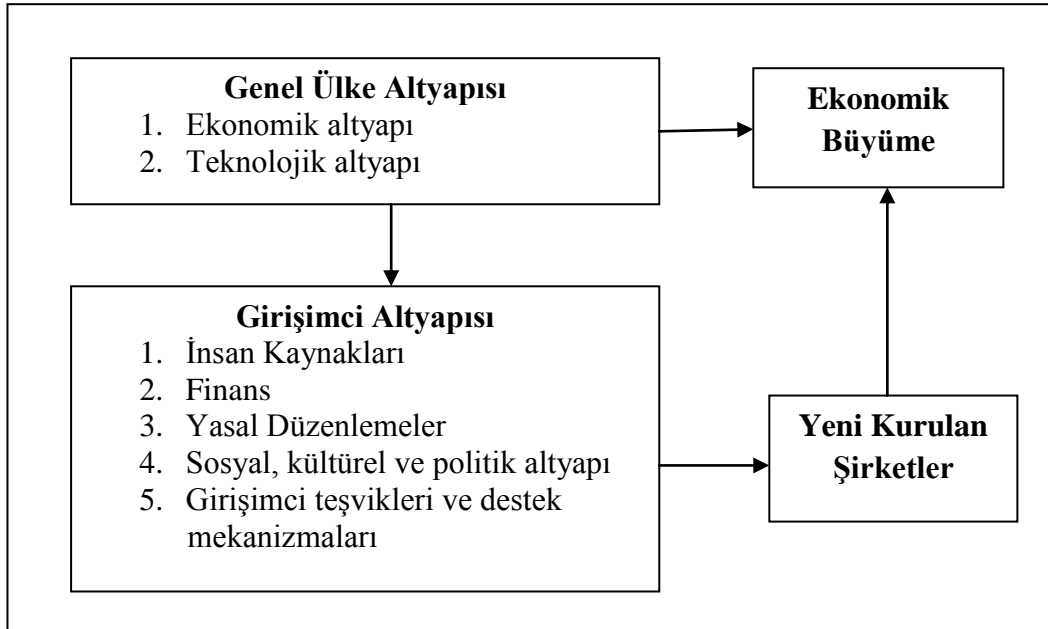 Genel Ülke Altyapısı
1. Ekonomik altyapı
2. Teknolojik altyapı
Ekonomik
Büyüme
Girişimci Altyapısı
1. İnsan Kaynakları
2. Finans
3. Yasal Düzenlemeler
4. Sosyal, kültürel ve politik altyapı
5. Girişimci teşvikleri ve destek
mekanizmaları
Yeni Kurulan
Şirketler